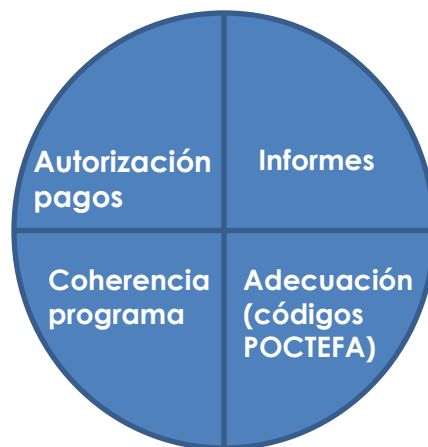 Autorización
pagos
Informes
Coherencia
programa
Adecuación
(códigos
POCTEFA)